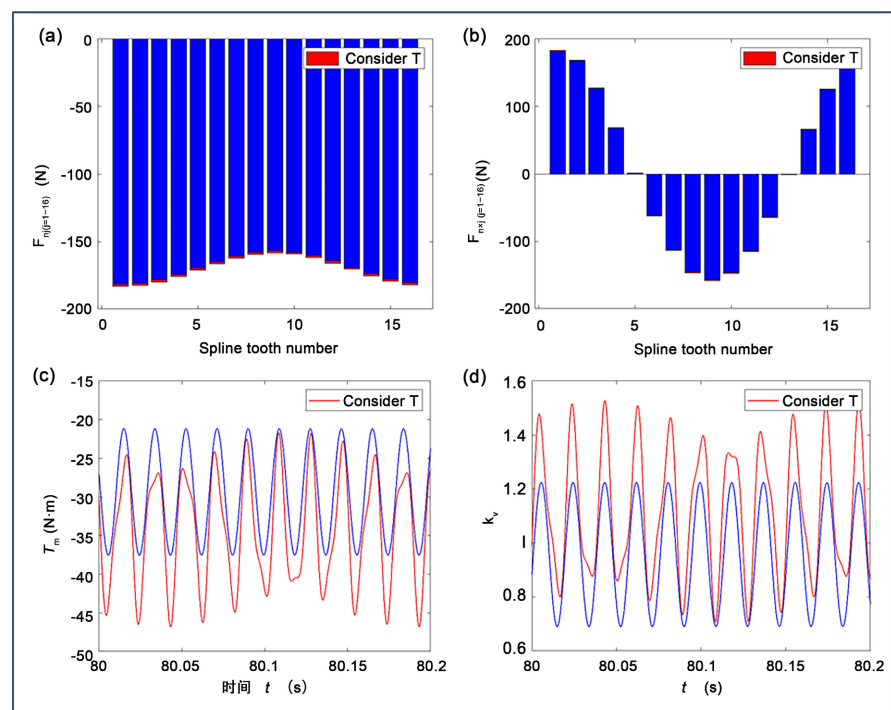 (a)
0
-50
-100
-150
-200
F_nj(j=1-16) (N)
Consider T
0
5
10
15
Spline tooth number
(b)
200
100
0
-100
-200
F_n×j (j=1-16)(N)
Consider T
0
5
10
15
Spline tooth number
(c)
-15
-20
-25
-30
-35
-40
-45
-50
T_m (N·m)
Consider T
80
80.05
80.1
80.15
80.2
时间 t (s)
(d)
1.6
1.4
1.2
1
0.8
0.6
k_v
Consider T
80
80.05
80.1
80.15
80.2
t (s)